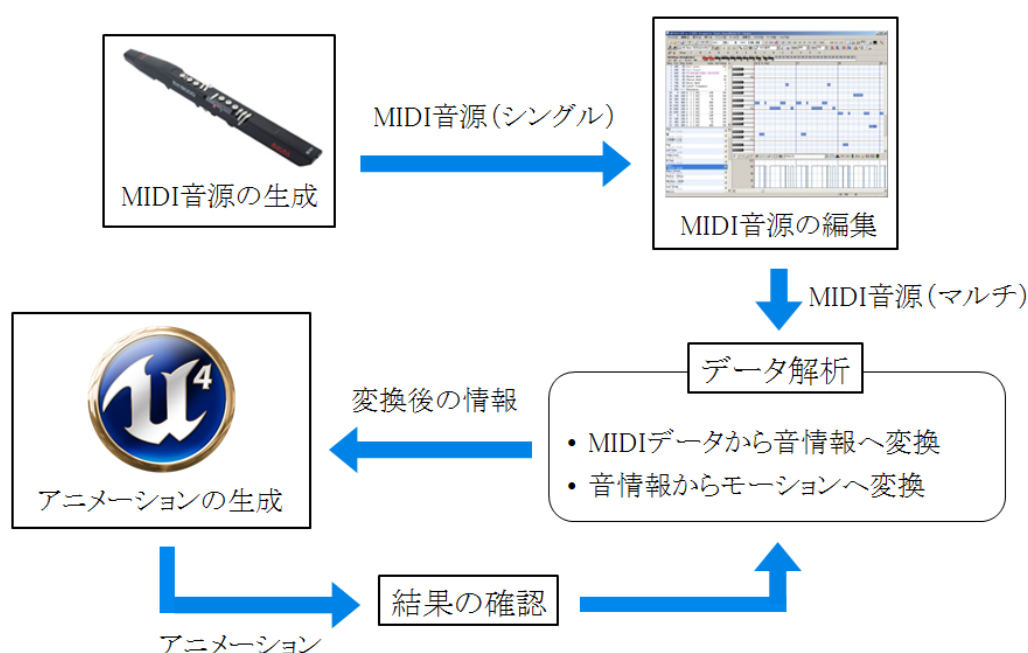 MIDI音源の生成
MIDI音源（シングル）
MIDI音源の編集
MIDI音源（マルチ）
データ解析
• MIDIデータから音情報へ変換
• 音情報からモーションへ変換
変換後の情報
4
アニメーションの生成
アニメーション
結果の確認